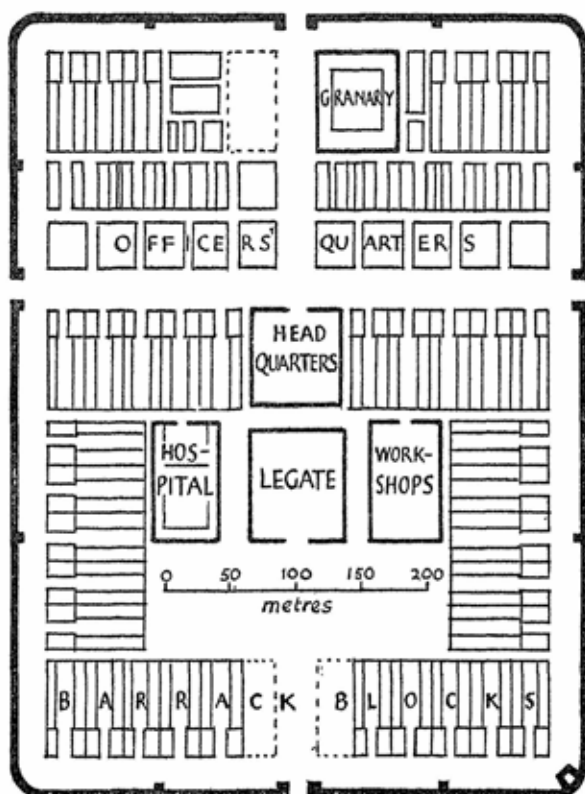 GRANARY
OFFICERS' QUARTERS
HEAD
QUARTERS
HOS-
PITAL
LEGATE
WORK-
SHOPS
0 50 100 150 200
metres
BARRACK BLOCKS